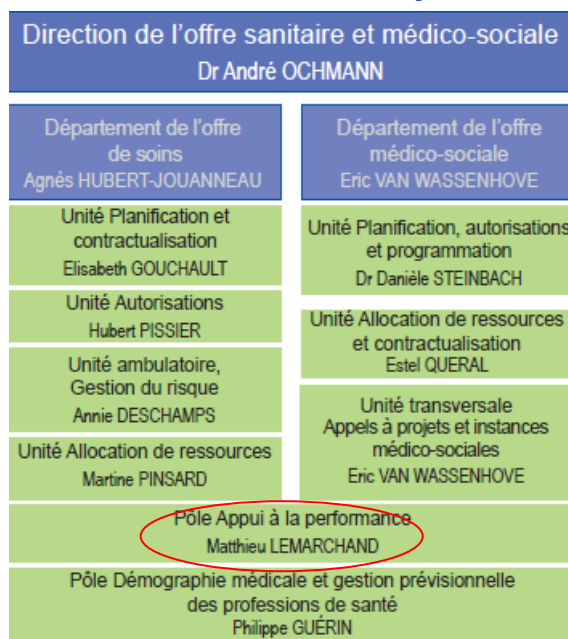 Direction de l'offre sanitaire et médico-sociale
Dr André OCHMANN
Département de l'offre
de soins
Agnès HUBERT-JOUANNEAU
Unité Planification et
contractualisation
Elisabeth GOUCHAULT
Unité Autorisations
Hubert PISSIER
Unité ambulatoire,
Gestion du risque
Annie DESCHAMPS
Unité Allocation de ressources
Martine PINSARD
Département de l'offre
médico-sociale
Eric VAN WASSENHOVE
Unité Planification, autorisations
et programmation
Dr Danièle STEINBACH
Unité Allocation de ressources
et contractualisation
Estel QUERAL
Unité transversale
Appels à projets et instances
médico-sociales
Eric VAN WASSENHOVE
Pôle Appui à la performance
Matthieu LEMARCHAND
Pôle Démographie médicale et gestion prévisionnelle
des professions de santé
Philippe GUÉRIN